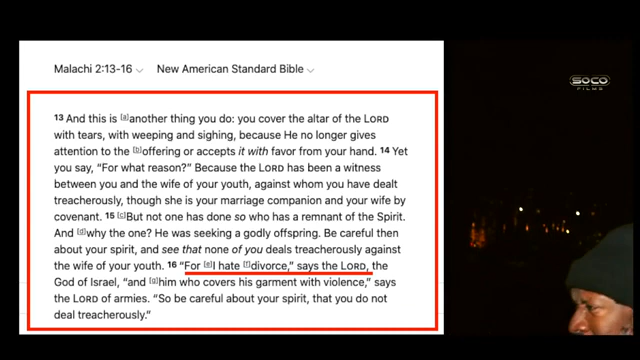 Malachi 2:13-16 New American Standard Bible
13 And this is [a]another thing you do: you cover the altar of the LORD
with tears, with weeping and sighing, because He no longer gives
attention to the [b]offering or accepts it with favor from your hand. 14 Yet
you say, “For what reason?” Because the LORD has been a witness
between you and the wife of your youth, against whom you have dealt
treacherously, though she is your marriage companion and your wife by
covenant. 15 [c]But not one has done so who has a remnant of the Spirit.
And [d]why the one? He was seeking a godly offspring. Be careful then
about your spirit, and see that none of you deals treacherously against
the wife of your youth. 16 “For [e]I hate [f]divorce,” says the LORD, the
God of Israel, “and [g]him who covers his garment with violence,” says
the LORD of armies. “So be careful about your spirit, that you do not
deal treacherously.”
SOCO
FILMS